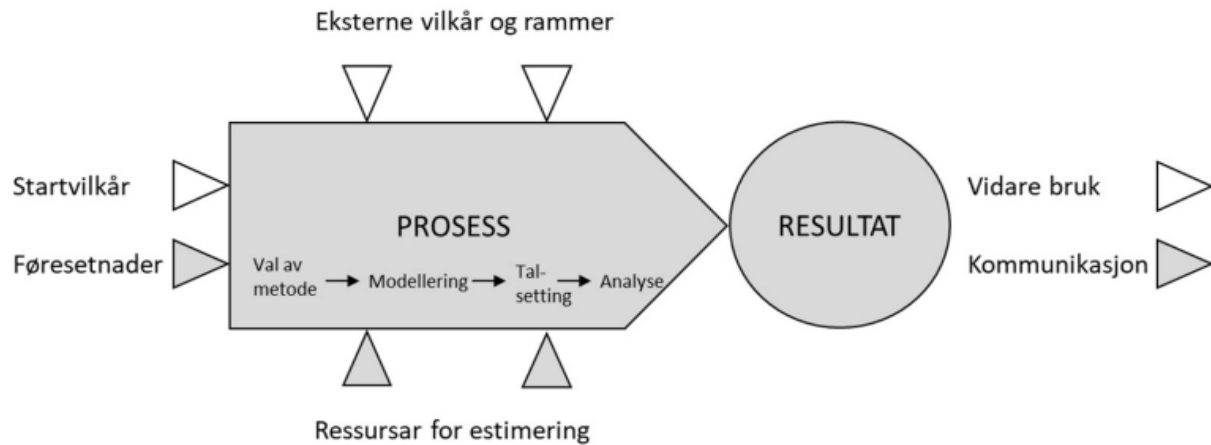 Eksterne vilkår og rammer
Startvilkår
Føresetnader
PROSESS
Val av
metode
Modellering
Tal-
setting
Analyse
RESULTAT
Vidare bruk
Kommunikasjon
Ressursar for estimering